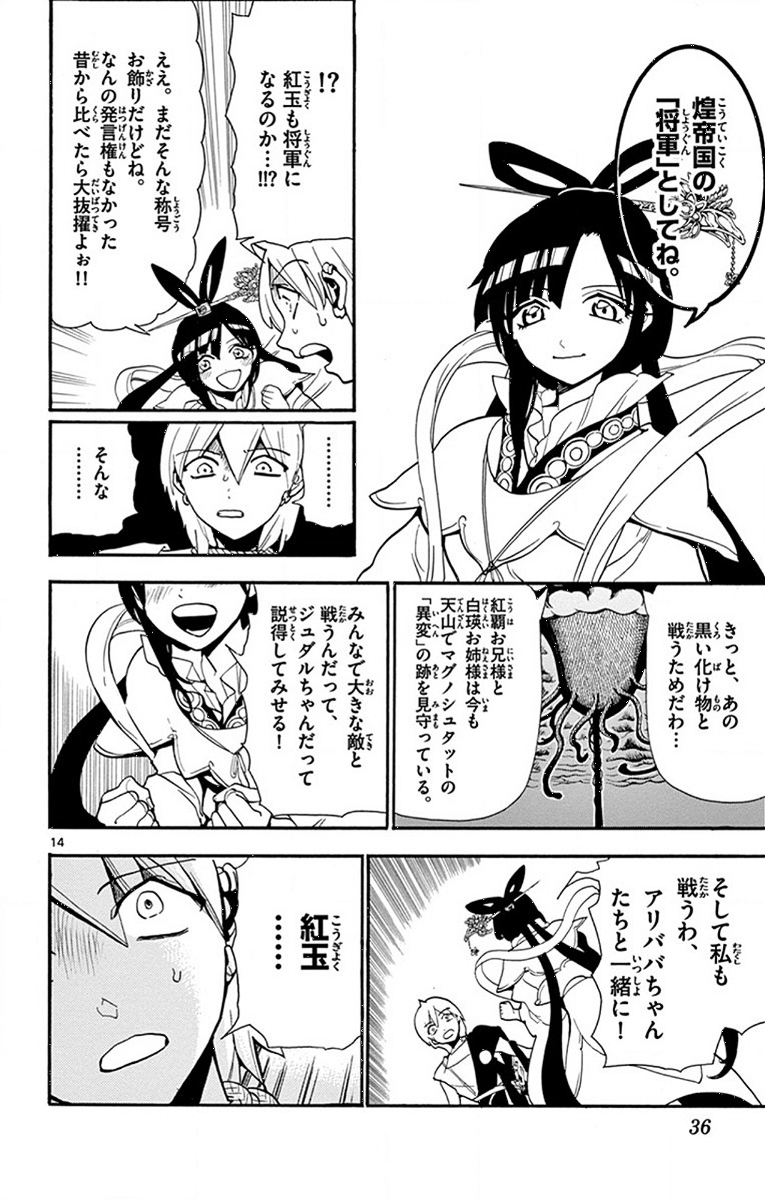 煌帝国の
「将軍」としてね。
!?
紅玉も将軍に
なるのか…!!?
ええ。まだそんな称号
お飾りだけどね。
なんの発言権もなかった
昔から比べたら大抜擢よぉ!!
………
そんな
………
きっと、あの
黒い化け物と
戦うためだわ…
紅覇お兄様と
白瑛お姉様は今も
天山でマグノシュタットの
「異変」の跡を見守っている。
みんなで大きな敵と
戦うんだって、
ジュダルちゃんだって
説得してみせる!
そして私も
戦うわ、
アリババちゃん
たちと一緒に!
紅玉
……
14
36